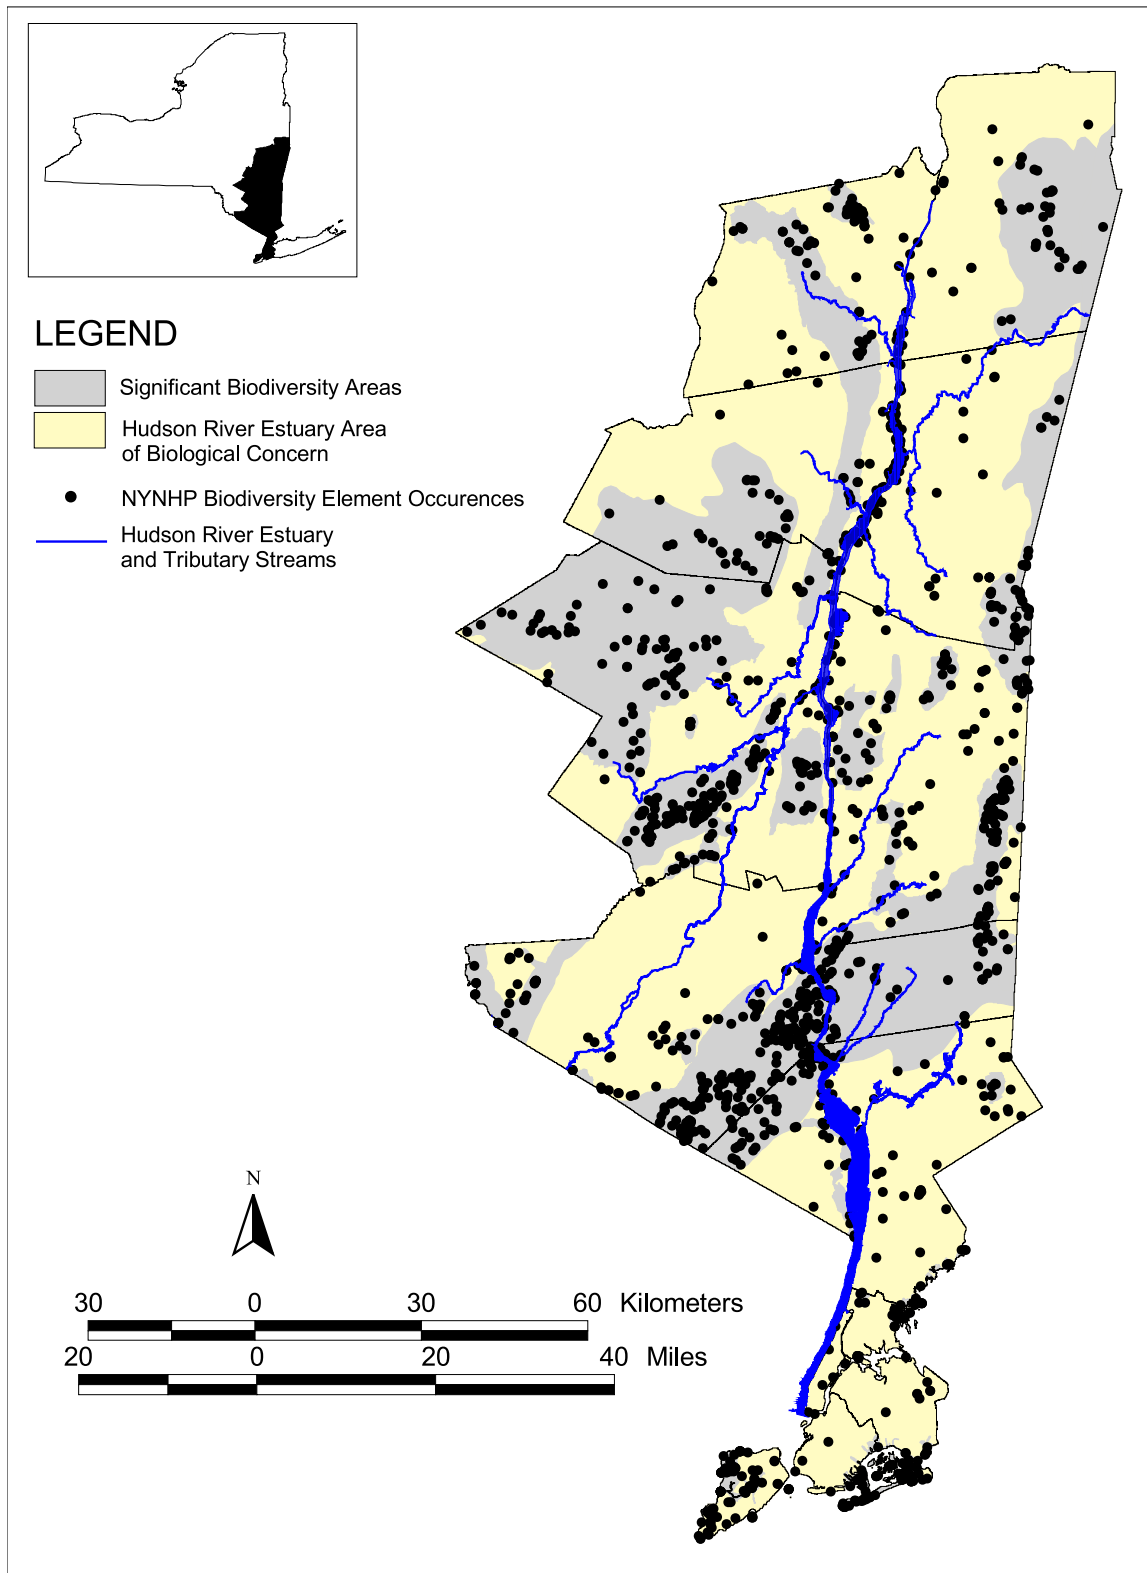 LEGEND
Significant Biodiversity Areas
Hudson River Estuary Area
of Biological Concern
NYNHP Biodiversity Element Occurences
Hudson River Estuary
and Tributary Streams
N
30 0 30 60 Kilometers
20 0 20 40 Miles